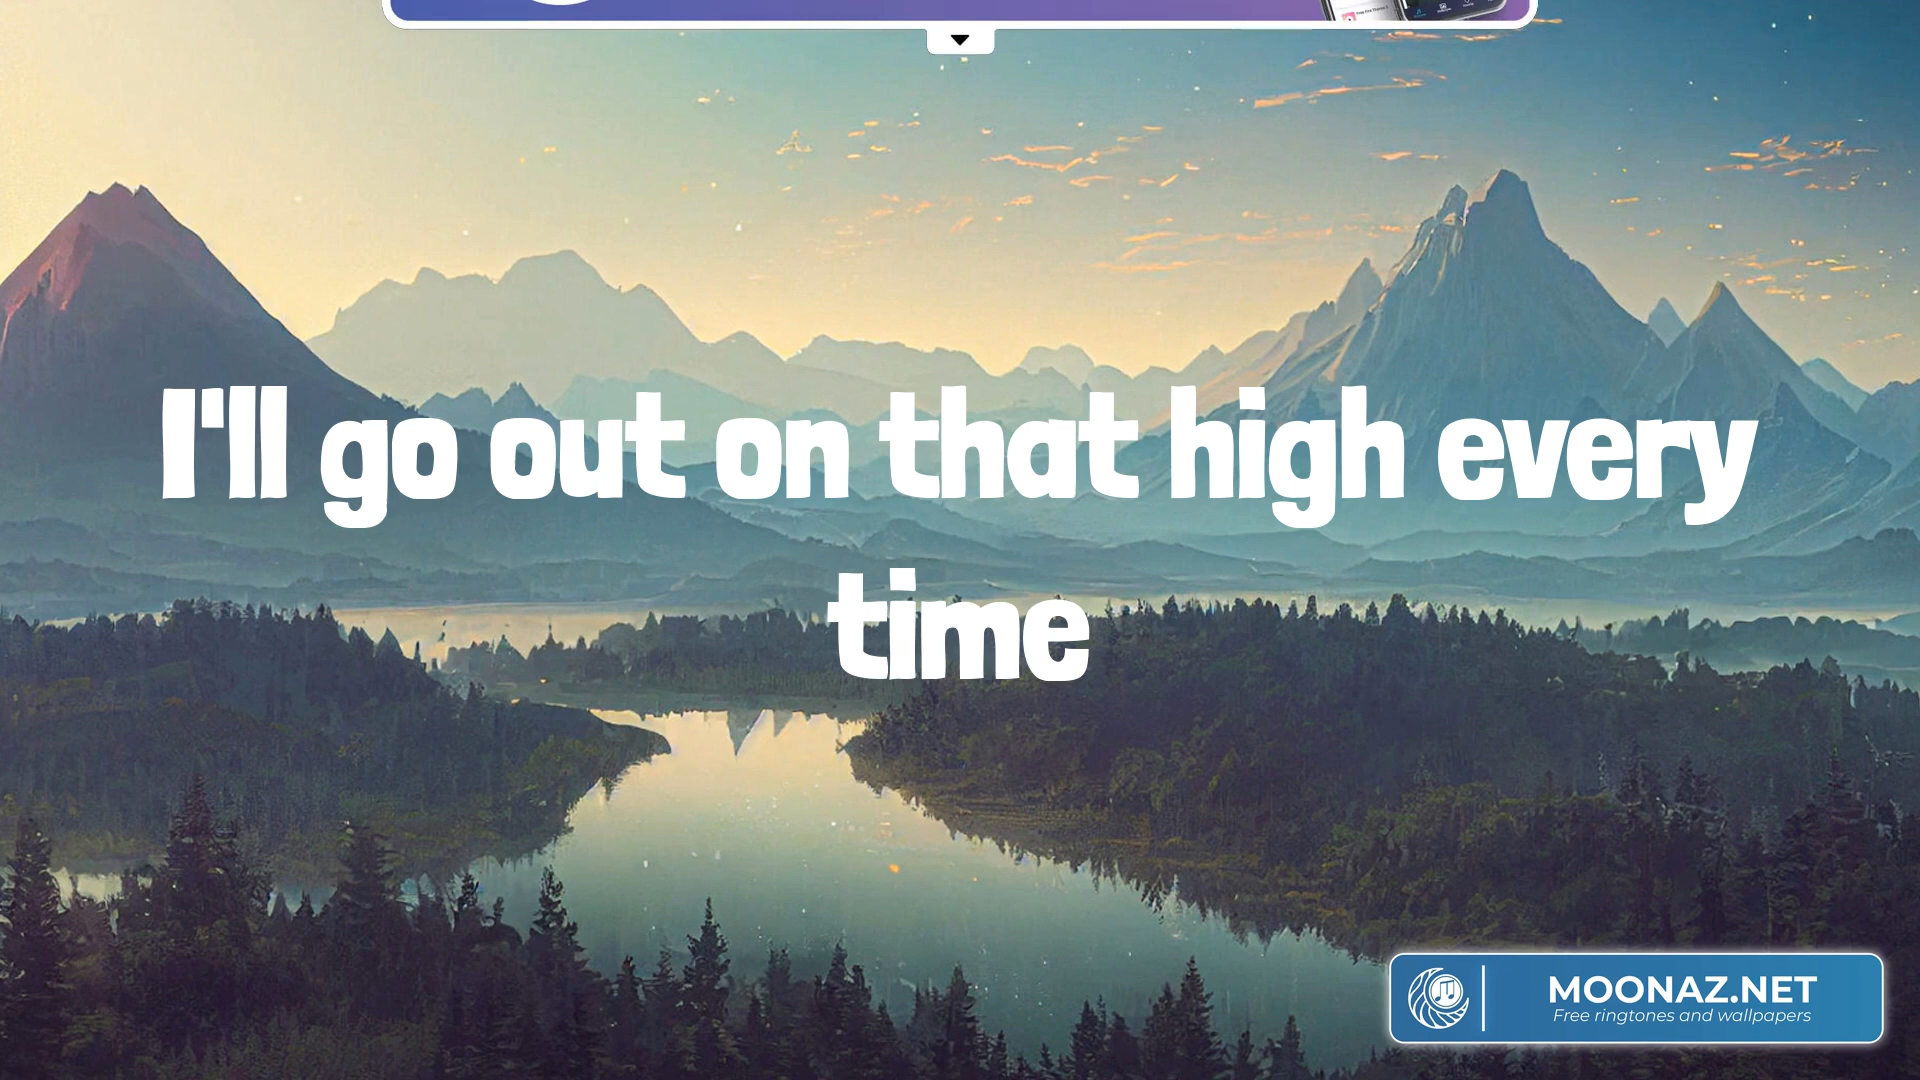 I'll go out on that high every
time
MOONAZ.NET
Free ringtones and wallpapers